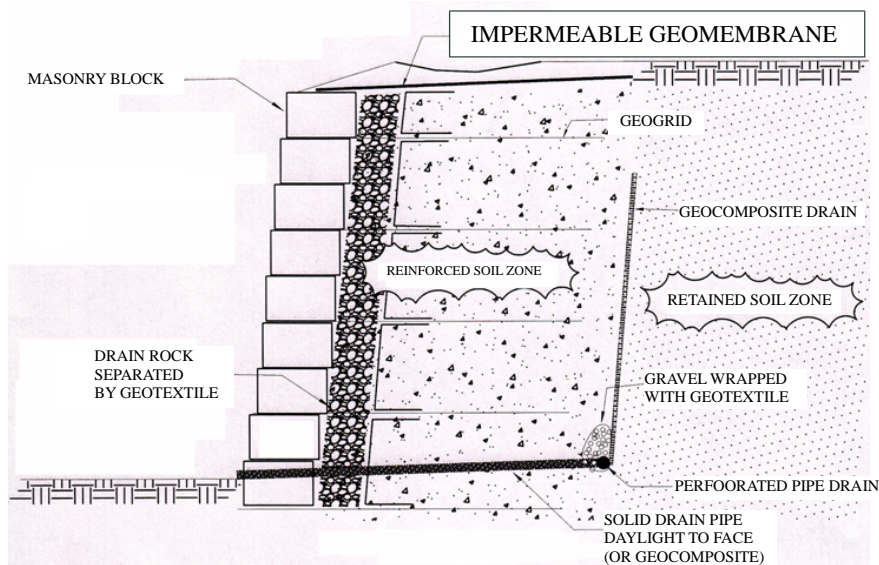 IMPERMEABLE GEOMEMBRANE
MASONRY BLOCK
GEOGRID
GEOCOMPOSITE DRAIN
REINFORCED SOIL ZONE
RETAINED SOIL ZONE
DRAIN ROCK
SEPARATED
BY GEOTEXTILE
GRAVEL WRAPPED
WITH GEOTEXTILE
PERFOORATED PIPE DRAIN
SOLID DRAIN PIPE
DAYLIGHT TO FACE
(OR GEOCOMPOSITE)